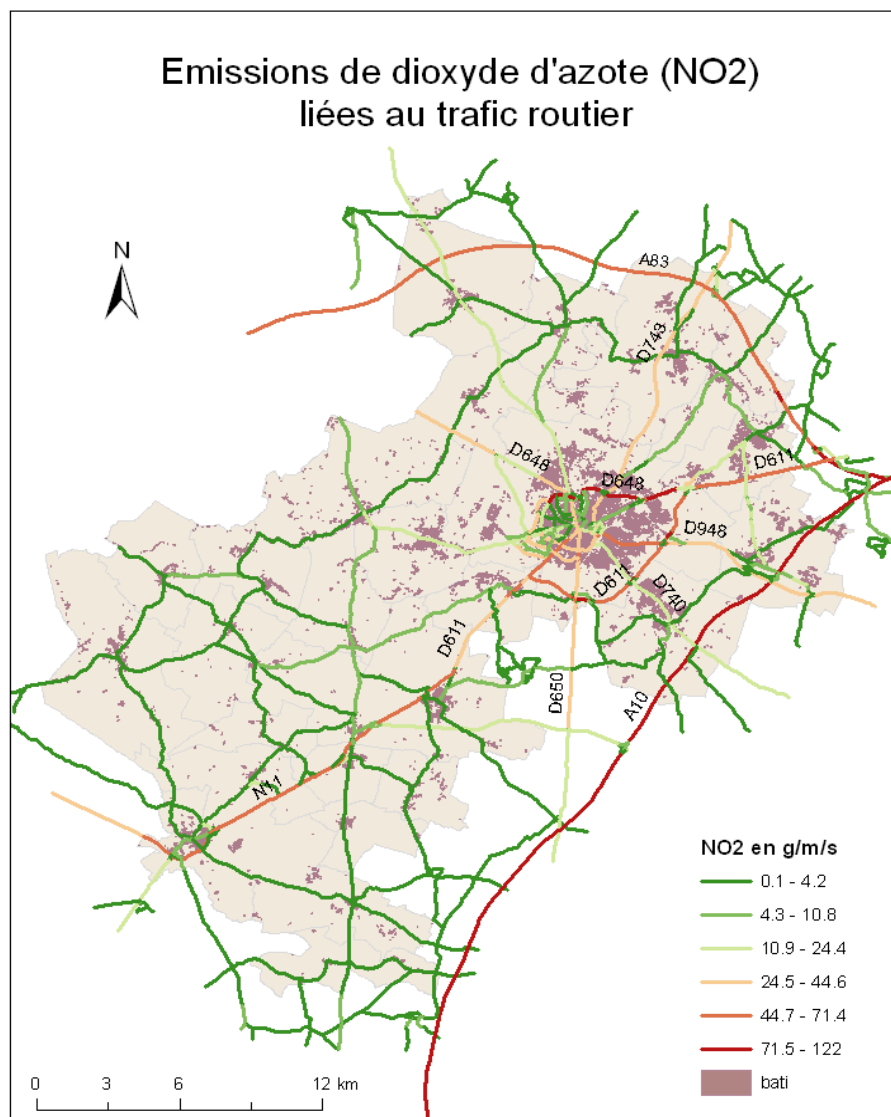 Emissions de dioxyde d'azote (NO2)
liées au trafic routier
N
A83
D743
D648
D648
D611
D948
D611
D740
D611
D650
A10
N11
NO2 en g/m/s
0.1 - 4.2
4.3 - 10.8
10.9 - 24.4
24.5 - 44.6
44.7 - 71.4
71.5 - 122
bati
0 3 6 12 km